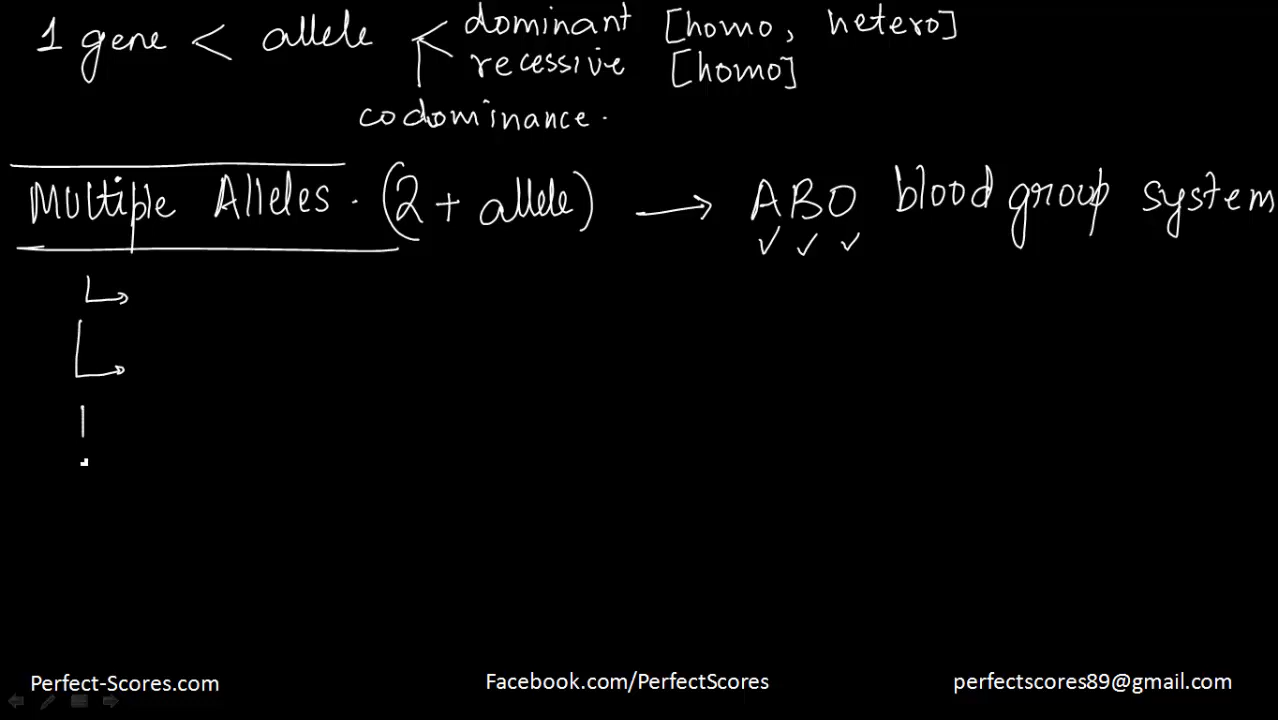 1 gene < allele < dominant [homo, hetero]
recessive [homo]
codominance.
Multiple Alleles. (2 + allele) → ABO blood group system
✓ ✓ ✓
Perfect-Scores.com
Facebook.com/PerfectScores
perfectscores89@gmail.com